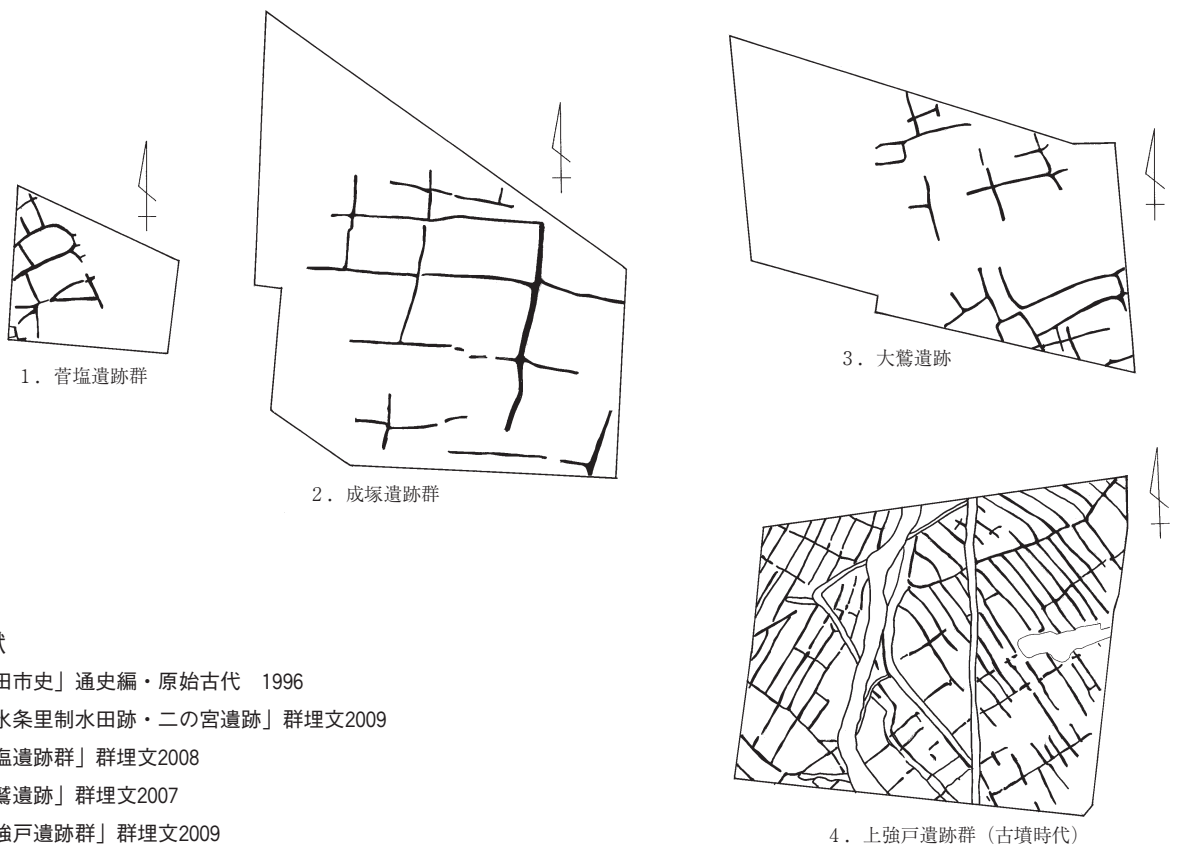 1．菅塩遺跡群
2．成塚遺跡群
3．大鷲遺跡
4．上強戸遺跡群（古墳時代）
献
田市史」通史編・原始古代　1996
水条里制水田跡・二の宮遺跡」群埋文2009
塩遺跡群」群埋文2008
鷲遺跡」群埋文2007
強戸遺跡群」群埋文2009